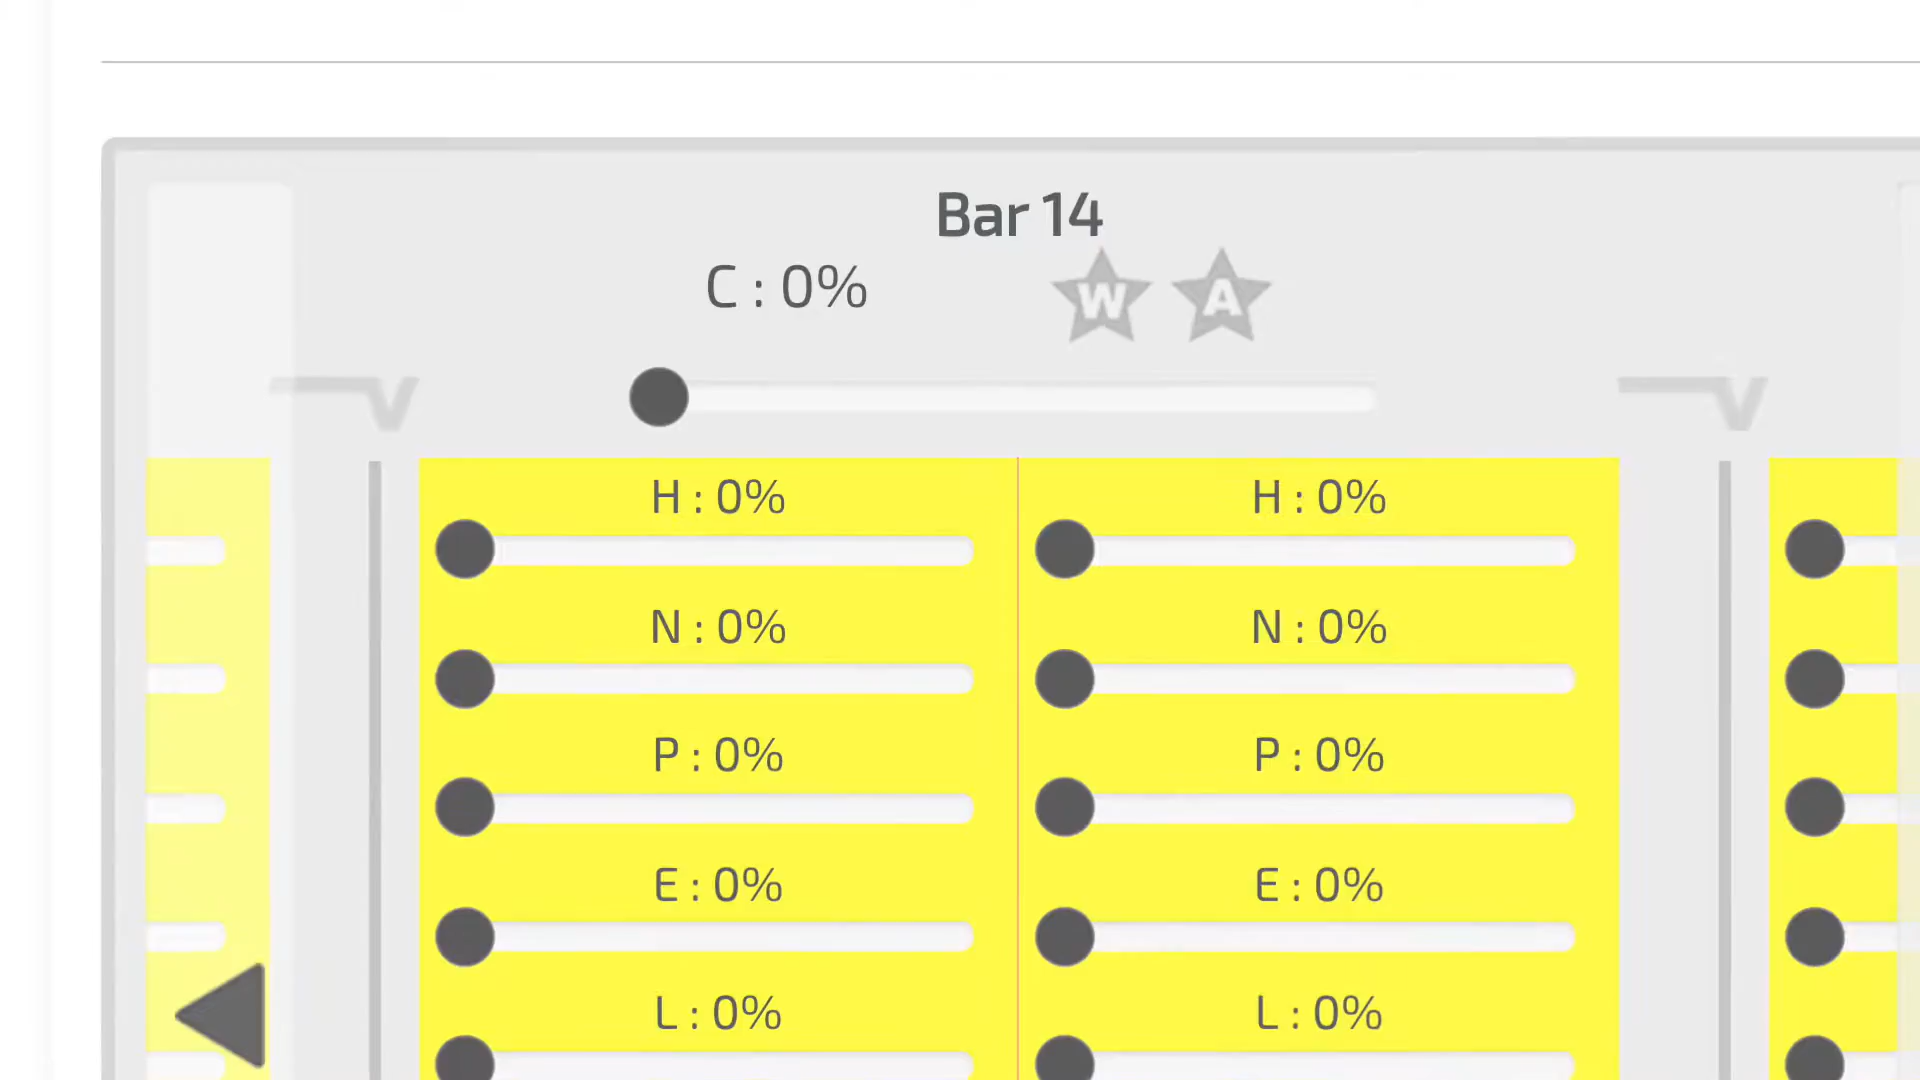 Bar 14
C : 0%
W A
H : 0% H : 0%
N : 0% N : 0%
P : 0% P : 0%
E : 0% E : 0%
L : 0% L : 0%